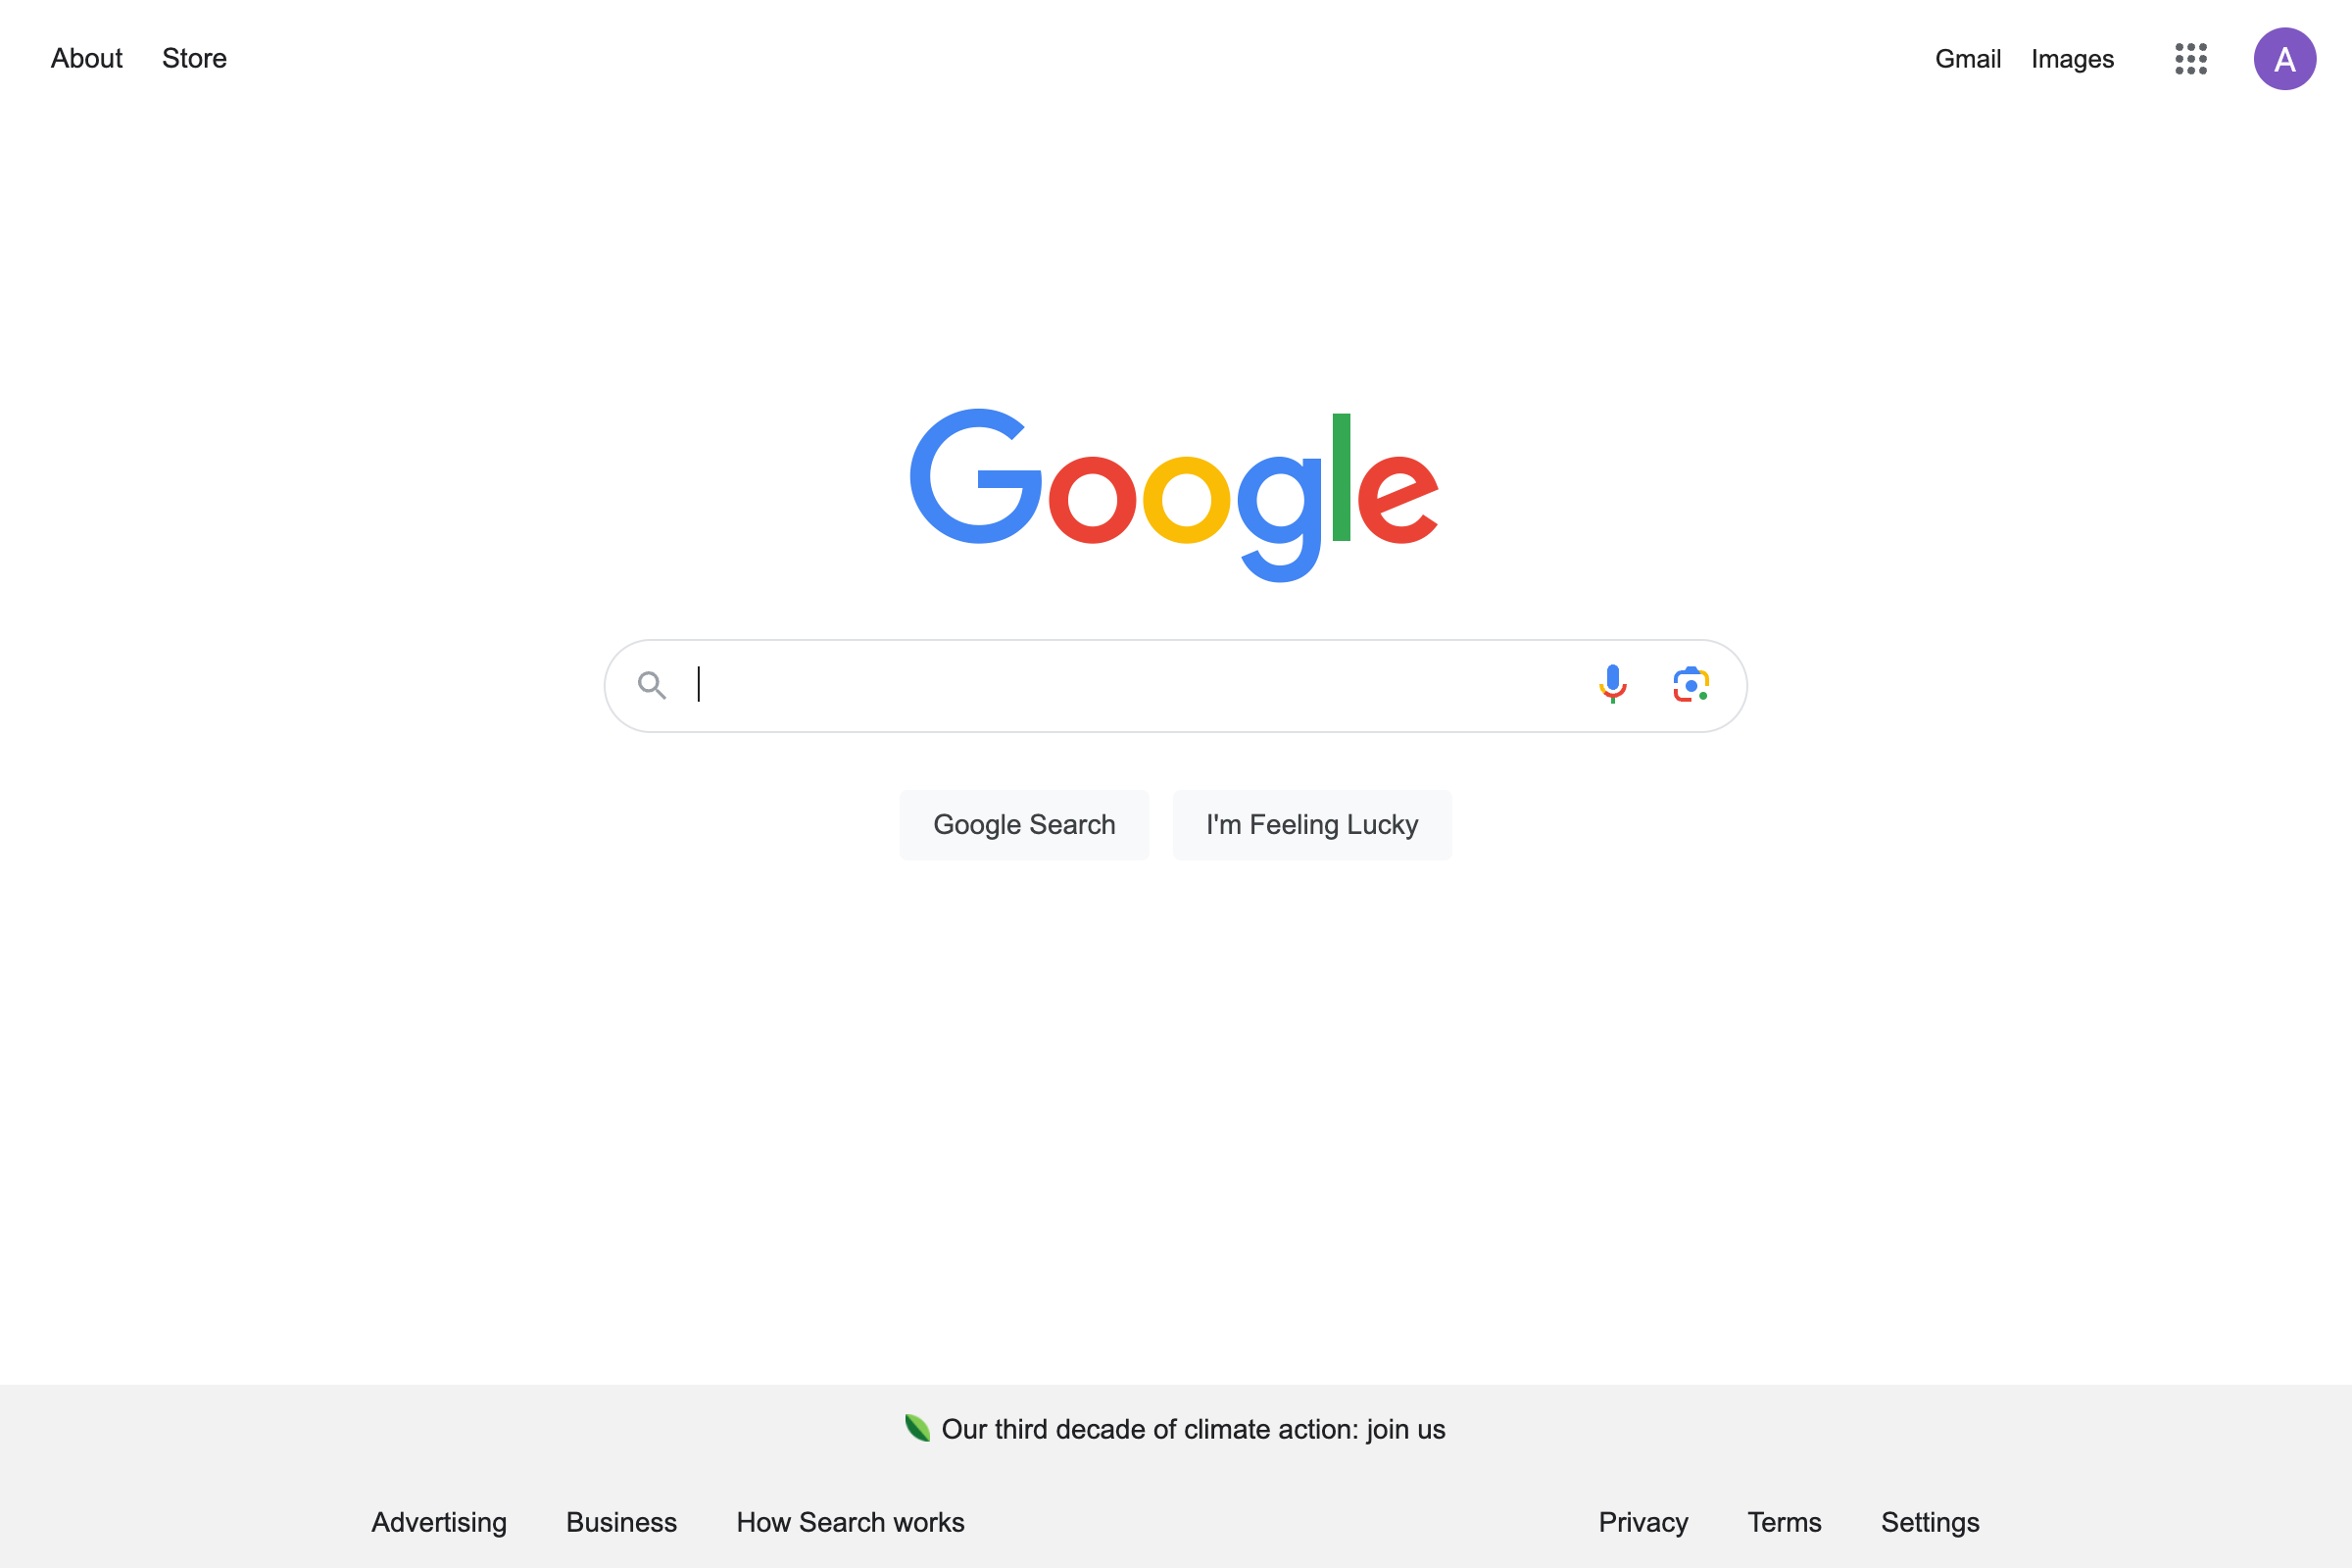 About Store Gmail Images A
Google
Google Search I'm Feeling Lucky
Our third decade of climate action: join us
Advertising Business How Search works Privacy Terms Settings